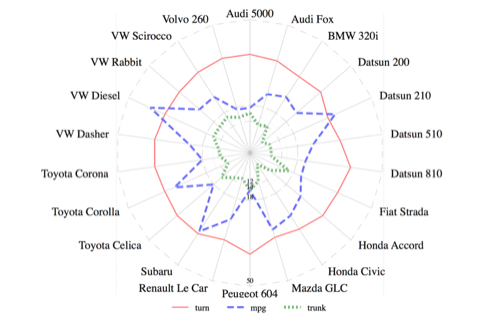 Audi 5000
Volvo 260 Audi Fox
VW Scirocco BMW 320i
VW Rabbit Datsun 200
VW Diesel Datsun 210
VW Dasher Datsun 510
Toyota Corona Datsun 810
Toyota Corolla Fiat Strada
Toyota Celica Honda Accord
Subaru Honda Civic
50
Renault Le Car Mazda GLC
Peugeot 604
turn mpg trunk